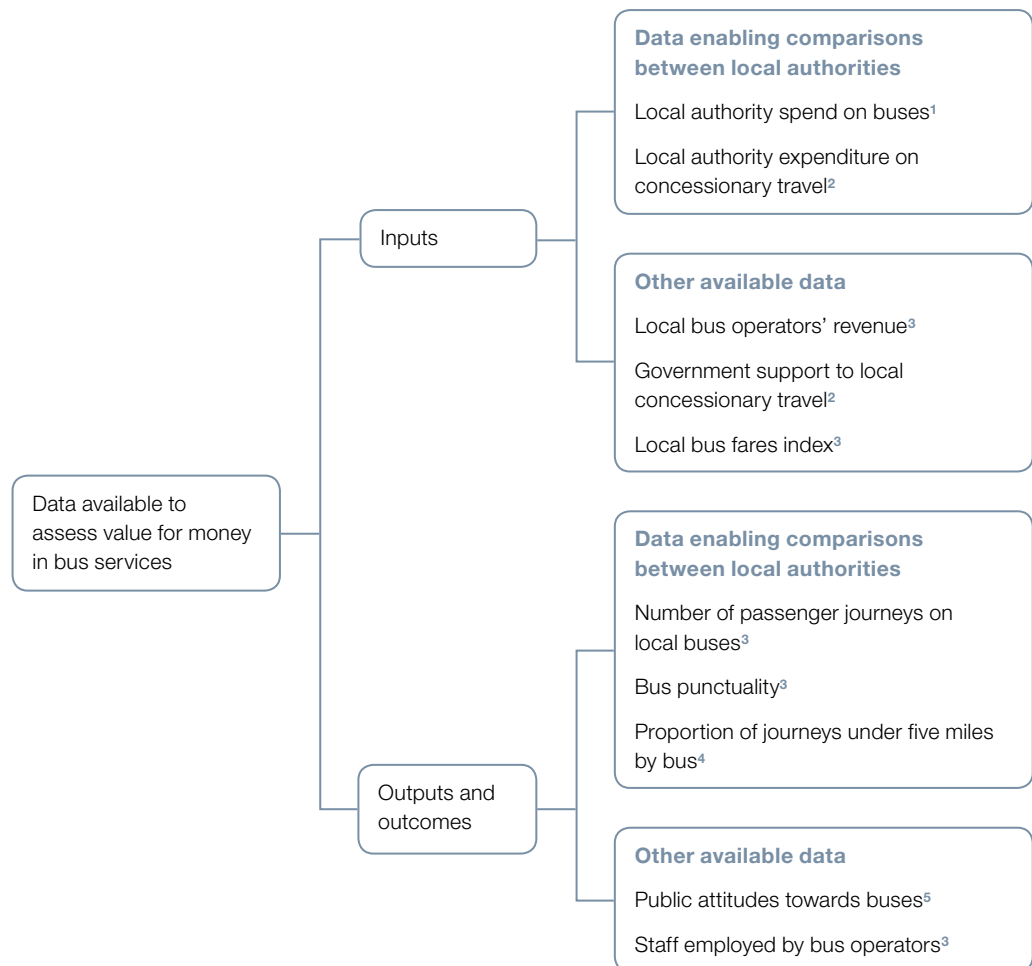 Data enabling comparisons
between local authorities
Local authority spend on buses¹
Local authority expenditure on
concessionary travel²
Inputs
Other available data
Local bus operators’ revenue³
Government support to local
concessionary travel²
Local bus fares index³
Data available to
assess value for money
in bus services
Data enabling comparisons
between local authorities
Number of passenger journeys on
local buses³
Bus punctuality³
Proportion of journeys under five miles
by bus⁴
Outputs and
outcomes
Other available data
Public attitudes towards buses⁵
Staff employed by bus operators³